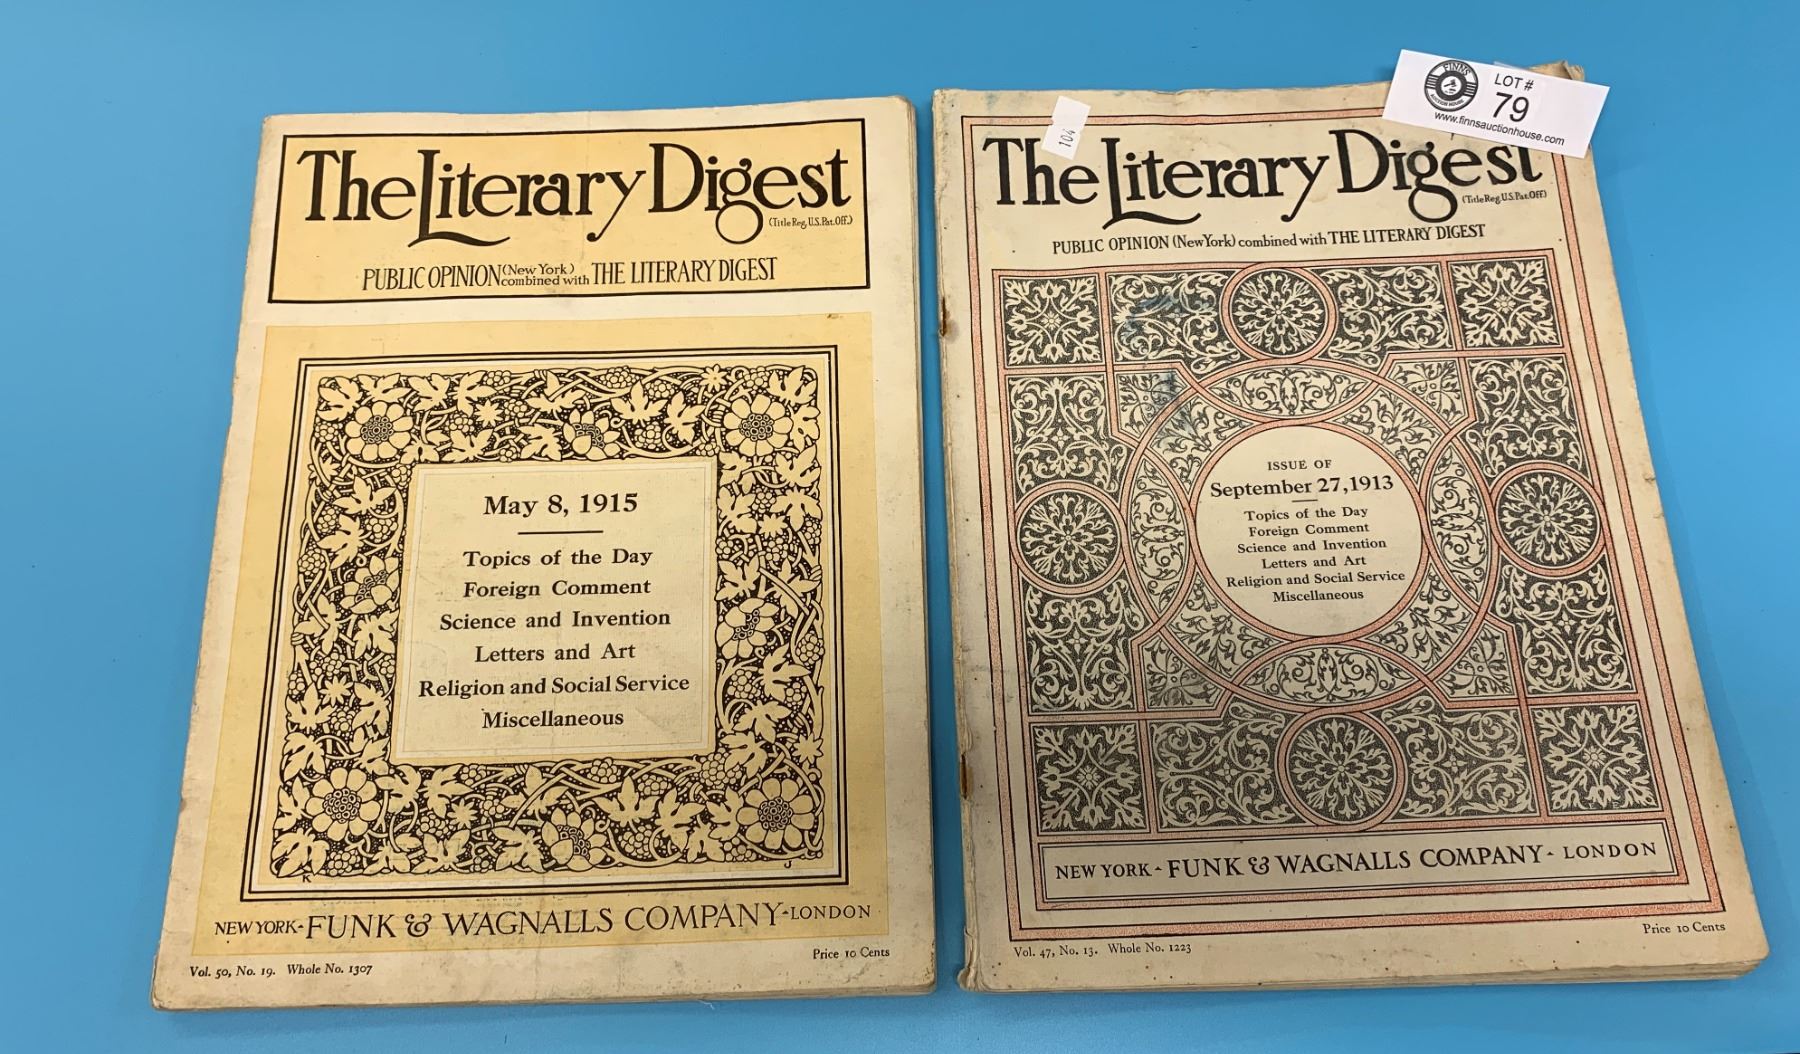 The Literary Digest
(Title Reg. U.S. Pat. Off.)
PUBLIC OPINION (New York) combined with THE LITERARY DIGEST
May 8, 1915
Topics of the Day
Foreign Comment
Science and Invention
Letters and Art
Religion and Social Service
Miscellaneous
K J
NEW YORK - FUNK & WAGNALLS COMPANY - LONDON
Price 10 Cents
Vol. 50, No. 19. Whole No. 1307
FINNS
AUCTION HOUSE
LOT #
79
www.finnsauctionhouse.com
104
The Literary Digest
(Title Reg. U.S. Pat. Off.)
PUBLIC OPINION (New York) combined with THE LITERARY DIGEST
ISSUE OF
September 27, 1913
Topics of the Day
Foreign Comment
Science and Invention
Letters and Art
Religion and Social Service
Miscellaneous
NEW YORK - FUNK & WAGNALLS COMPANY - LONDON
Price 10 Cents
Vol. 47, No. 13. Whole No. 1223